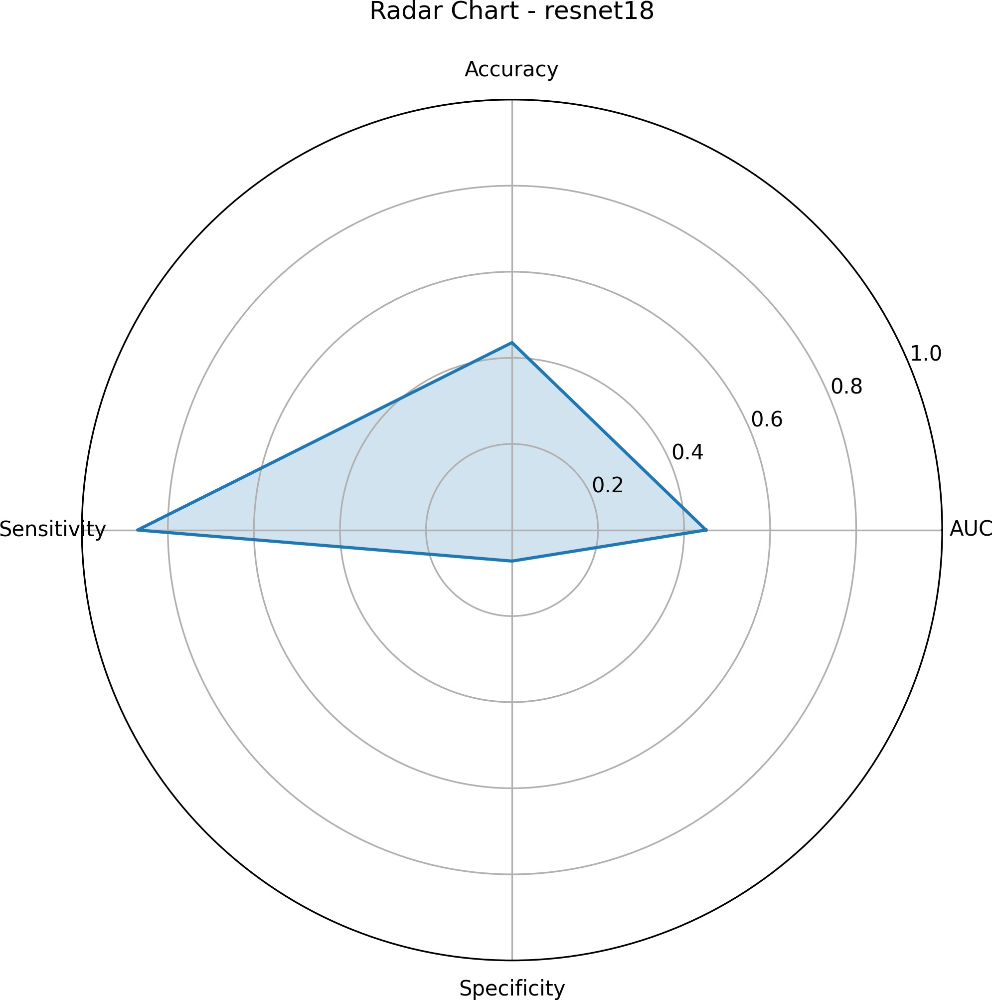 Radar Chart - resnet18
Accuracy
1.0
0.8
0.6
0.4
0.2
Sensitivity
AUC
Specificity